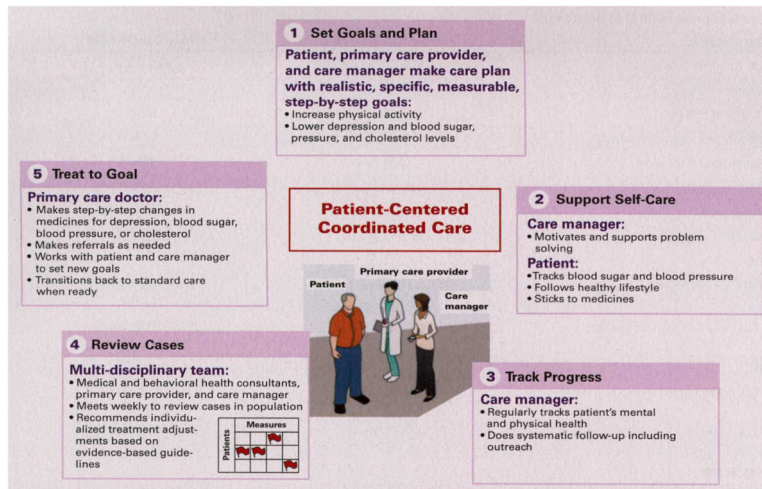 1 Set Goals and Plan
Patient, primary care provider,
and care manager make care plan
with realistic, specific, measurable,
step-by-step goals:
• Increase physical activity
• Lower depression and blood sugar,
pressure, and cholesterol levels
Patient-Centered
Coordinated Care
Primary care provider
Patient
Care
manager
2 Support Self-Care
Care manager:
• Motivates and supports problem
solving
Patient:
• Tracks blood sugar and blood pressure
• Follows healthy lifestyle
• Sticks to medicines
3 Track Progress
Care manager:
• Regularly tracks patient's mental
and physical health
• Does systematic follow-up including
outreach
4 Review Cases
Multi-disciplinary team:
• Medical and behavioral health consultants,
primary care provider, and care manager
• Meets weekly to review cases in population
• Recommends individu-
alized treatment adjust-
ments based on
evidence-based guide-
lines
Measures
Patients
5 Treat to Goal
Primary care doctor:
• Makes step-by-step changes in
medicines for depression, blood sugar,
blood pressure, or cholesterol
• Makes referrals as needed
• Works with patient and care manager
to set new goals
• Transitions back to standard care
when ready